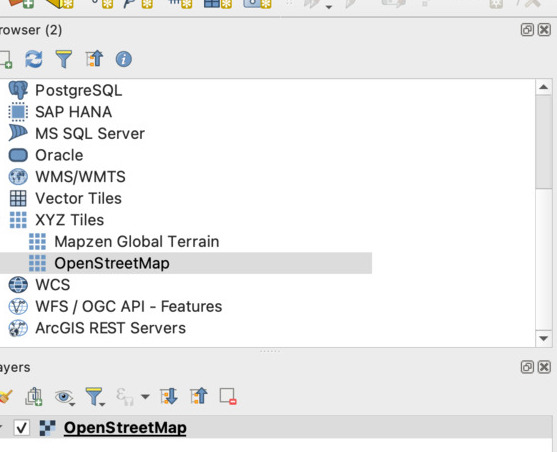 rowser (2)
PostgreSQL
SAP HANA
MS SQL Server
Oracle
WMS/WMTS
Vector Tiles
XYZ Tiles
Mapzen Global Terrain
OpenStreetMap
WCS
WFS / OGC API - Features
ArcGIS REST Servers
ayers
OpenStreetMap